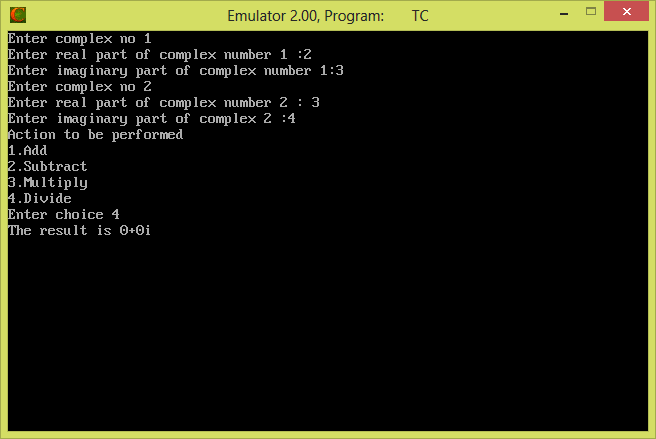 Emulator 2.00, Program: TC
Enter complex no 1
Enter real part of complex number 1 :2
Enter imaginary part of complex number 1:3
Enter complex no 2
Enter real part of complex number 2 : 3
Enter imaginary part of complex 2 :4
Action to be performed
1.Add
2.Subtract
3.Multiply
4.Divide
Enter choice 4
The result is 0+0i